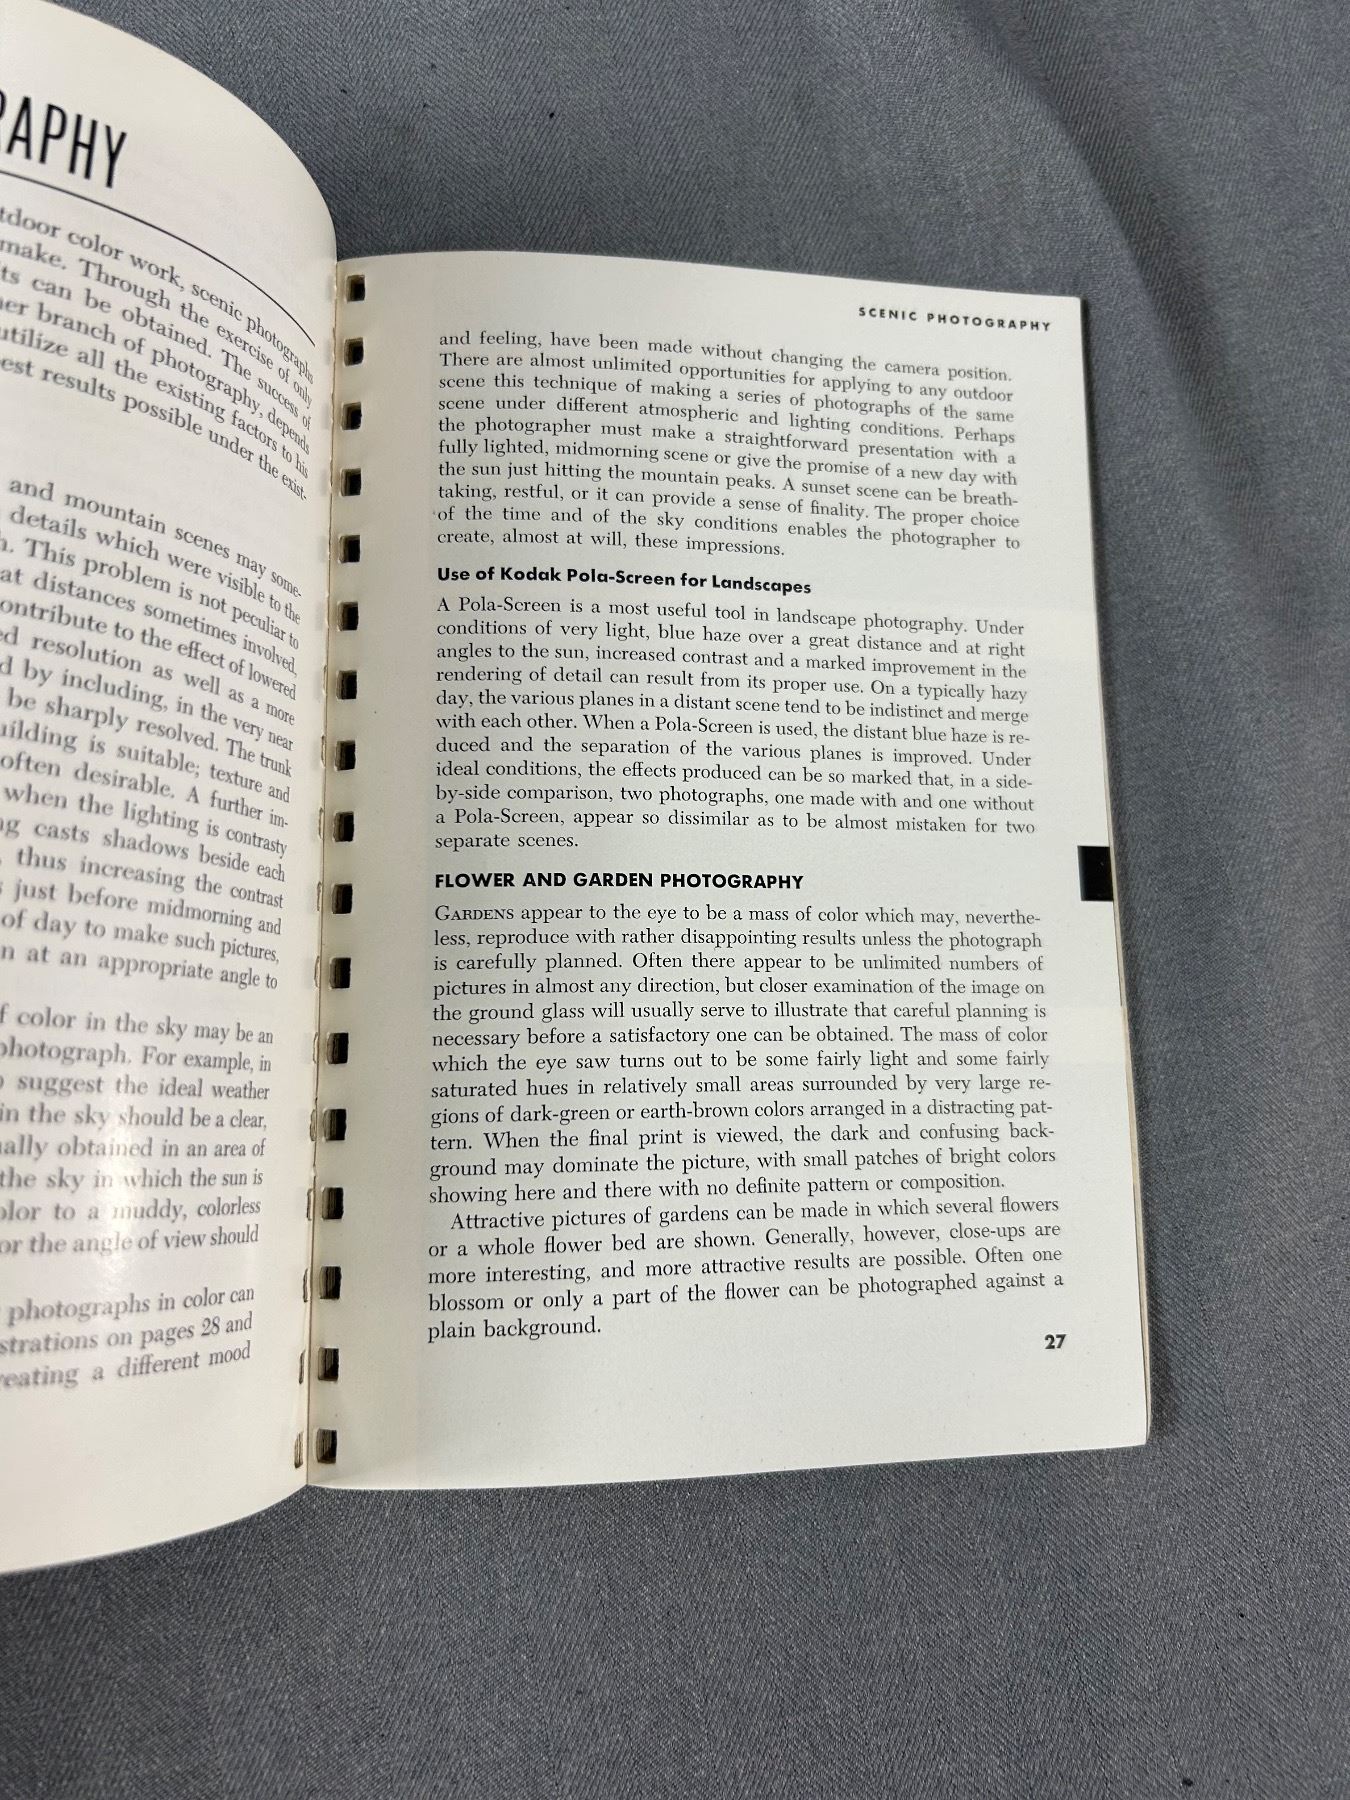 RAPHY
tdoor color work, scenic photographs
make. Through the exercise of only
ts can be obtained. The success of
er branch of photography, depends
utilize all the existing factors to his
est results possible under the exist-
and mountain scenes may some-
details which were visible to the
h. This problem is not peculiar to
at distances sometimes involved,
ontribute to the effect of lowered
ed resolution as well as a more
d by including, in the very near
be sharply resolved. The trunk
uilding is suitable; texture and
often desirable. A further im-
when the lighting is contrasty
ng casts shadows beside each
, thus increasing the contrast
s just before midmorning and
of day to make such pictures,
n at an appropriate angle to
f color in the sky may be an
photograph. For example, in
o suggest the ideal weather
in the sky should be a clear,
ually obtained in an area of
the sky in which the sun is
olor to a muddy, colorless
or the angle of view should
photographs in color can
strations on pages 28 and
reating a different mood
SCENIC PHOTOGRAPHY
and feeling, have been made without changing the camera position.
There are almost unlimited opportunities for applying to any outdoor
scene this technique of making a series of photographs of the same
scene under different atmospheric and lighting conditions. Perhaps
the photographer must make a straightforward presentation with a
fully lighted, midmorning scene or give the promise of a new day with
the sun just hitting the mountain peaks. A sunset scene can be breath-
taking, restful, or it can provide a sense of finality. The proper choice
of the time and of the sky conditions enables the photographer to
create, almost at will, these impressions.
Use of Kodak Pola-Screen for Landscapes
A Pola-Screen is a most useful tool in landscape photography. Under
conditions of very light, blue haze over a great distance and at right
angles to the sun, increased contrast and a marked improvement in the
rendering of detail can result from its proper use. On a typically hazy
day, the various planes in a distant scene tend to be indistinct and merge
with each other. When a Pola-Screen is used, the distant blue haze is re-
duced and the separation of the various planes is improved. Under
ideal conditions, the effects produced can be so marked that, in a side-
by-side comparison, two photographs, one made with and one without
a Pola-Screen, appear so dissimilar as to be almost mistaken for two
separate scenes.
FLOWER AND GARDEN PHOTOGRAPHY
GARDENS appear to the eye to be a mass of color which may, neverthe-
less, reproduce with rather disappointing results unless the photograph
is carefully planned. Often there appear to be unlimited numbers of
pictures in almost any direction, but closer examination of the image on
the ground glass will usually serve to illustrate that careful planning is
necessary before a satisfactory one can be obtained. The mass of color
which the eye saw turns out to be some fairly light and some fairly
saturated hues in relatively small areas surrounded by very large re-
gions of dark-green or earth-brown colors arranged in a distracting pat-
tern. When the final print is viewed, the dark and confusing back-
ground may dominate the picture, with small patches of bright colors
showing here and there with no definite pattern or composition.
Attractive pictures of gardens can be made in which several flowers
or a whole flower bed are shown. Generally, however, close-ups are
more interesting, and more attractive results are possible. Often one
blossom or only a part of the flower can be photographed against a
plain background.
27